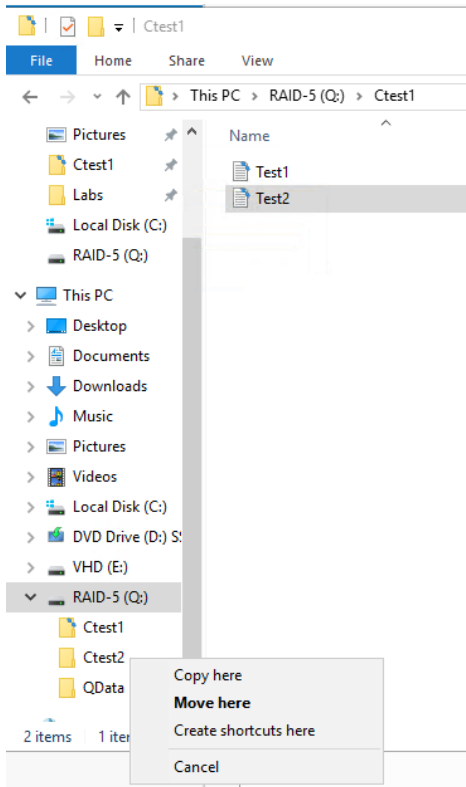 Ctest1
File Home Share View
This PC > RAID-5 (Q:) > Ctest1
Pictures
Ctest1
Labs
Local Disk (C:)
RAID-5 (Q:)
This PC
Desktop
Documents
Downloads
Music
Pictures
Videos
Local Disk (C:)
DVD Drive (D:)
VHD (E:)
RAID-5 (Q:)
Ctest1
Ctest2
QData
Name
Test1
Test2
Copy here
Move here
Create shortcuts here
Cancel
2 items 1